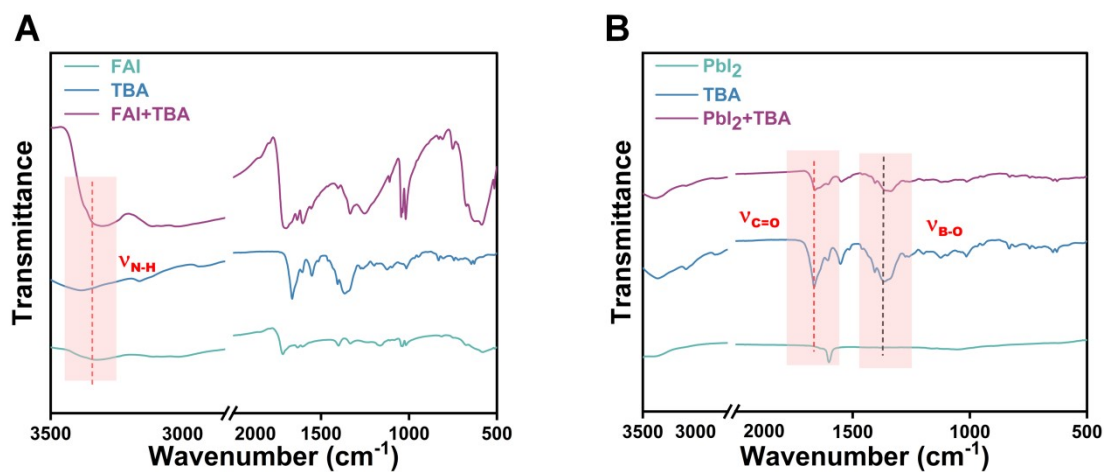 A
FAI
TBA
FAI+TBA
νN-H
Transmittance
3500 3000 2000 1500 1000 500
Wavenumber (cm-1)
B
PbI2
TBA
PbI2+TBA
νC=O
νB-O
Transmittance
3500 3000 2000 1500 1000 500
Wavenumber (cm-1)